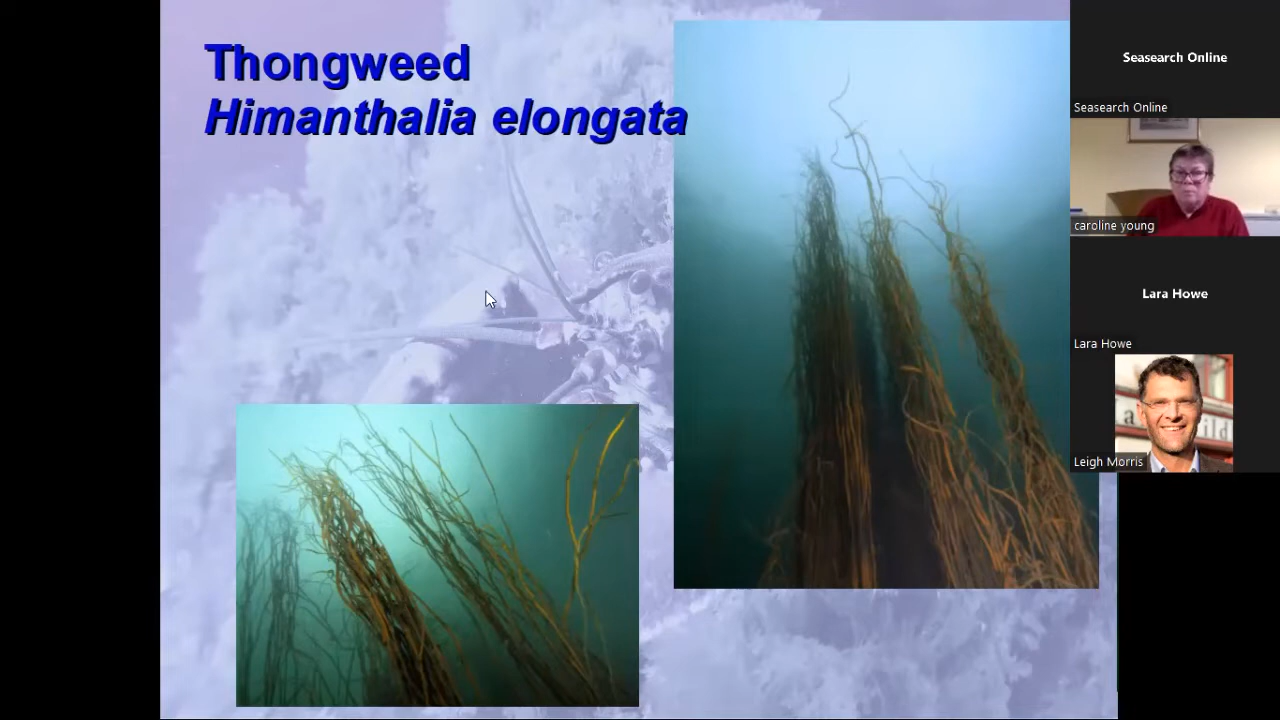 Thongweed
Himanthalia elongata
Seasearch Online
Seasearch Online
caroline young
Lara Howe
Lara Howe
Leigh Morris